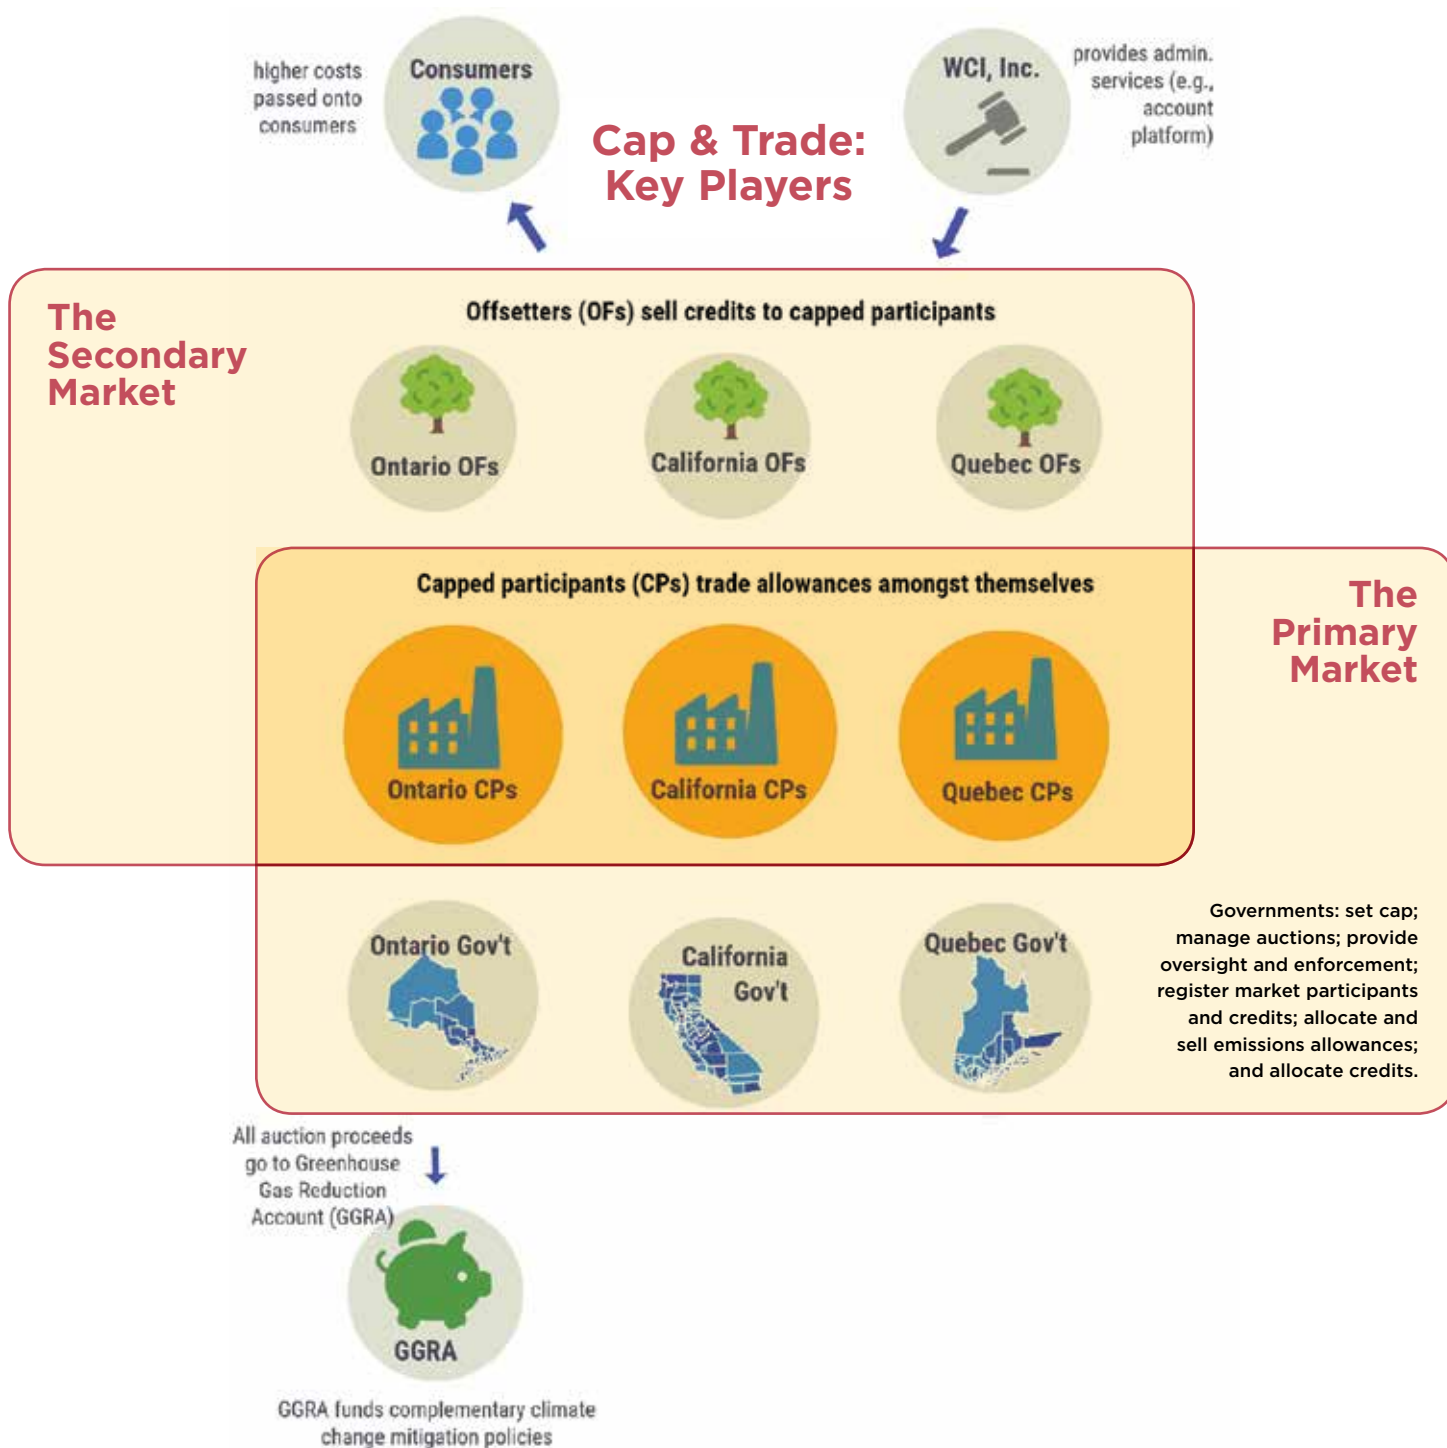 higher costs
passed onto
consumers
Consumers
Cap & Trade:
Key Players
WCI, Inc.
provides admin.
services (e.g.,
account
platform)
The
Secondary
Market
Offsetters (OFs) sell credits to capped participants
Ontario OFs
California OFs
Quebec OFs
Capped participants (CPs) trade allowances amongst themselves
The
Primary
Market
Ontario CPs
California CPs
Quebec CPs
Ontario Gov't
California
Gov't
Quebec Gov't
Governments: set cap;
manage auctions; provide
oversight and enforcement;
register market participants
and credits; allocate and
sell emissions allowances;
and allocate credits.
All auction proceeds
go to Greenhouse
Gas Reduction
Account (GGRA)
GGRA
GGRA funds complementary climate
change mitigation policies